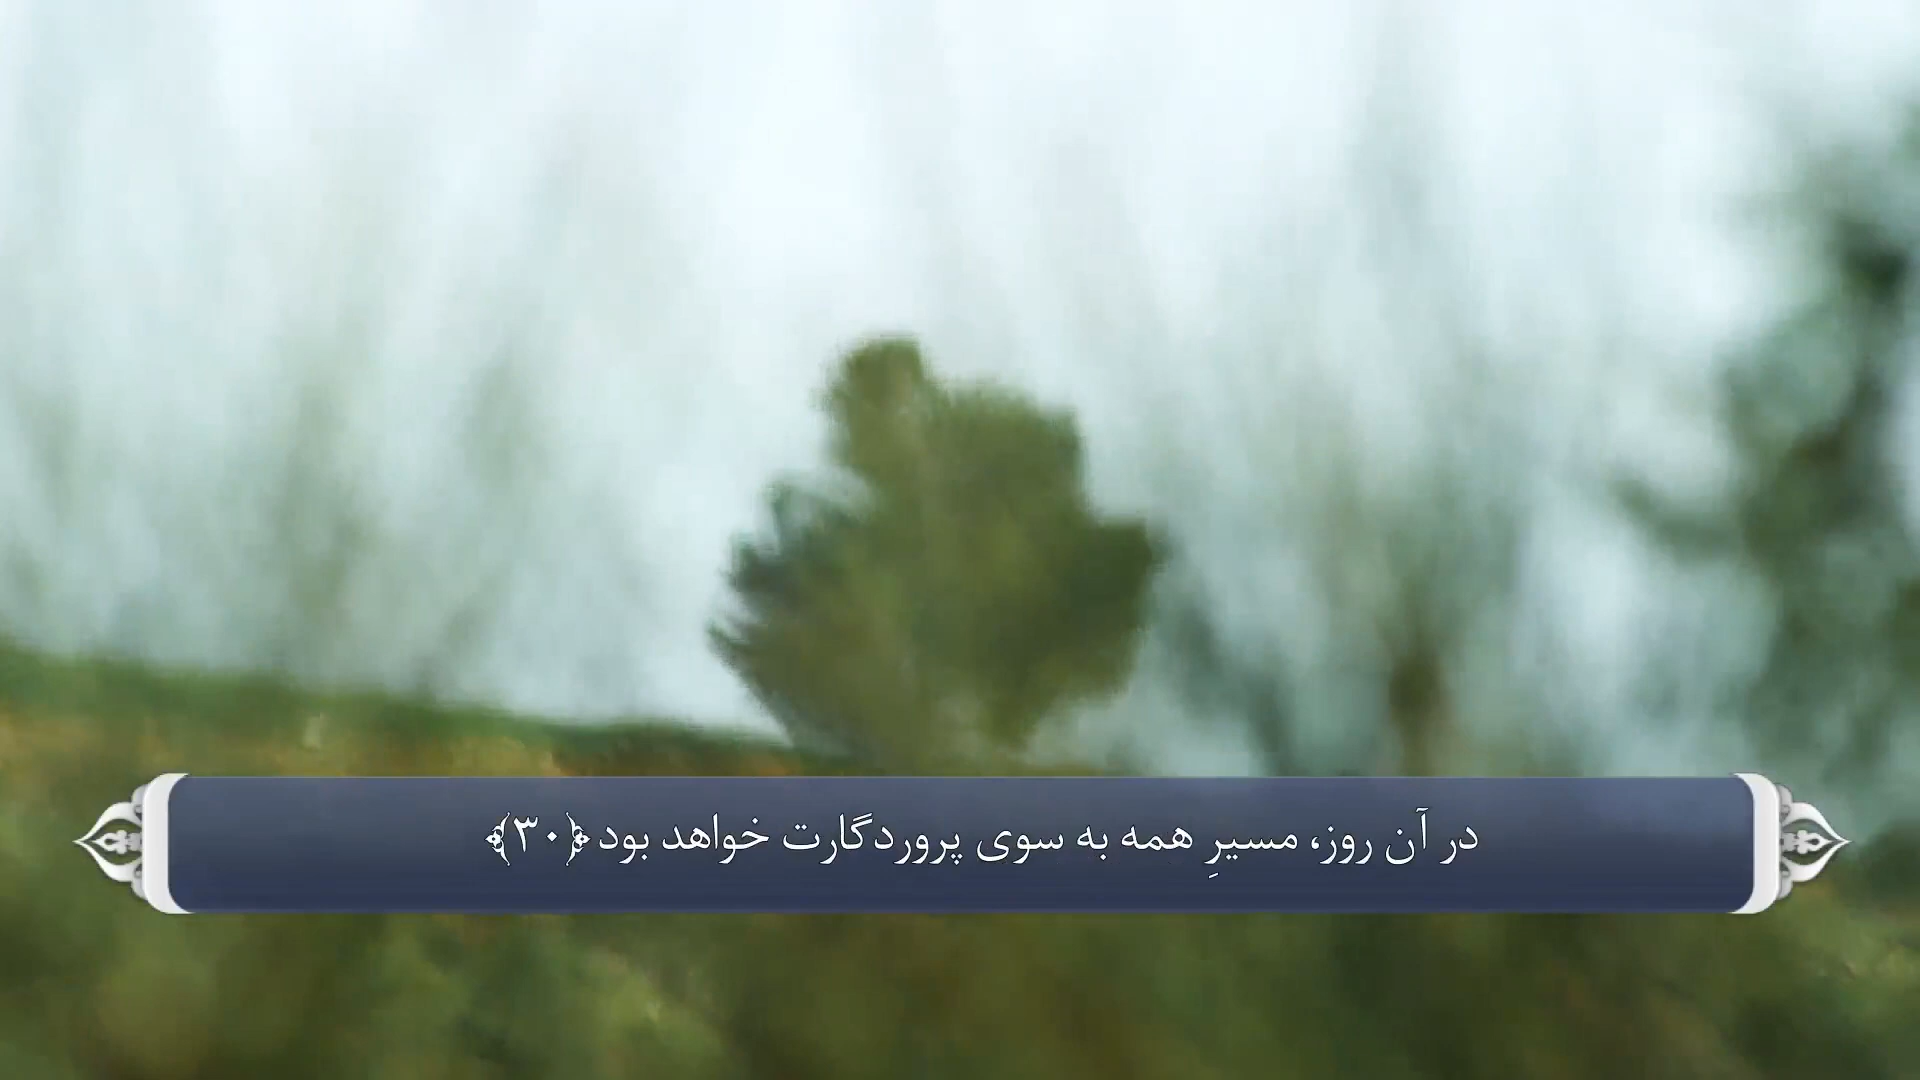 در آن روز، مسیرِ همه به سوی پروردگارت خواهد بود ﴿۳۰﴾